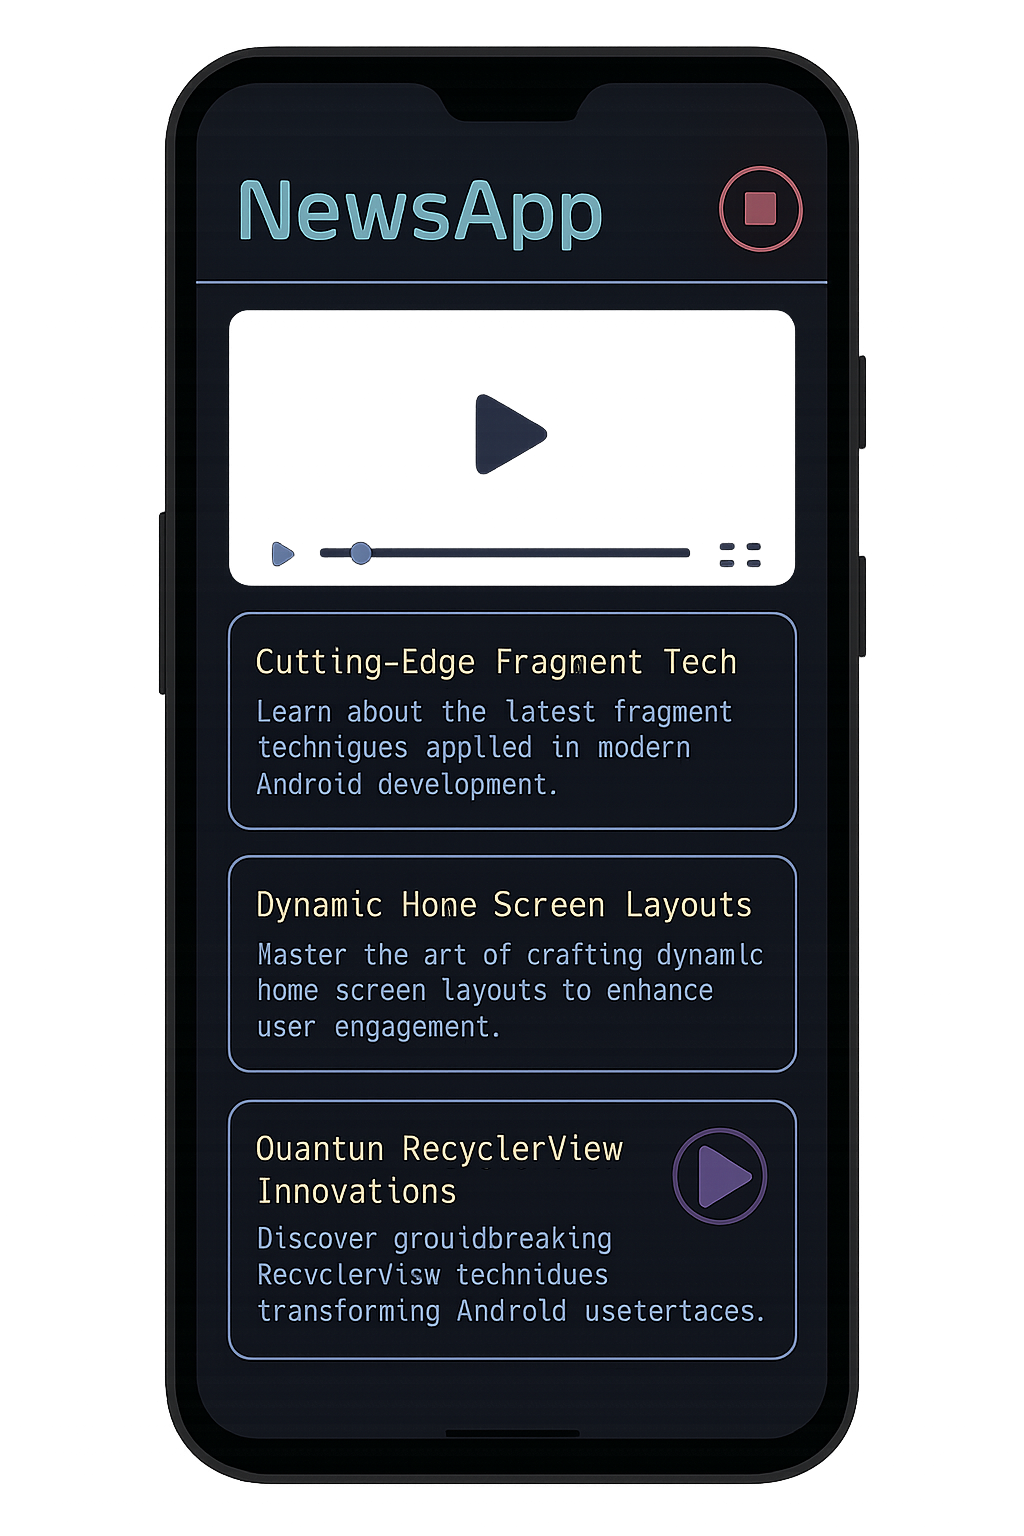 NewsApp
Cutting-Edge Fragment Tech
Learn about the latest fragment
technigues applled in modern
Android development.
Dynamic Hone Screen Layouts
Master the art of crafting dynamlc
home screen layouts to enhance
user engagement.
Ouantun RecyclerView
Innovations
Discover grouidbreaking
RecvclerVisw technidues
transforming Androld usetertaces.